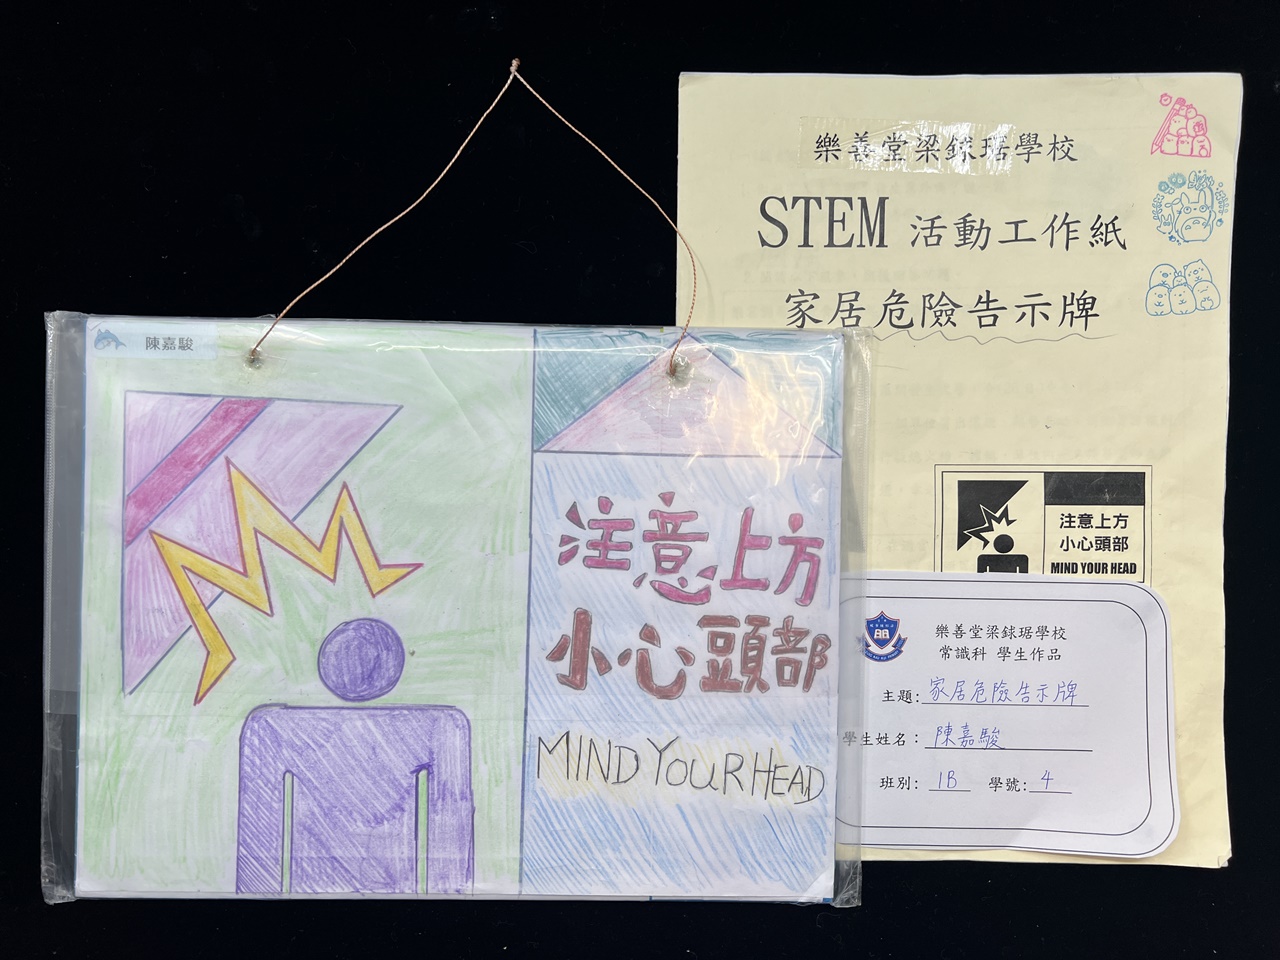 陳嘉駿
注意上方
小心頭部
MIND YOUR HEAD
樂善堂梁銶琚學校
STEM 活動工作紙
家居危險告示牌
注意上方
小心頭部
MIND YOUR HEAD
樂善堂梁銶琚學校
常識科 學生作品
主題:家居危險告示牌
學生姓名：陳嘉駿
班別:1B 學號:4